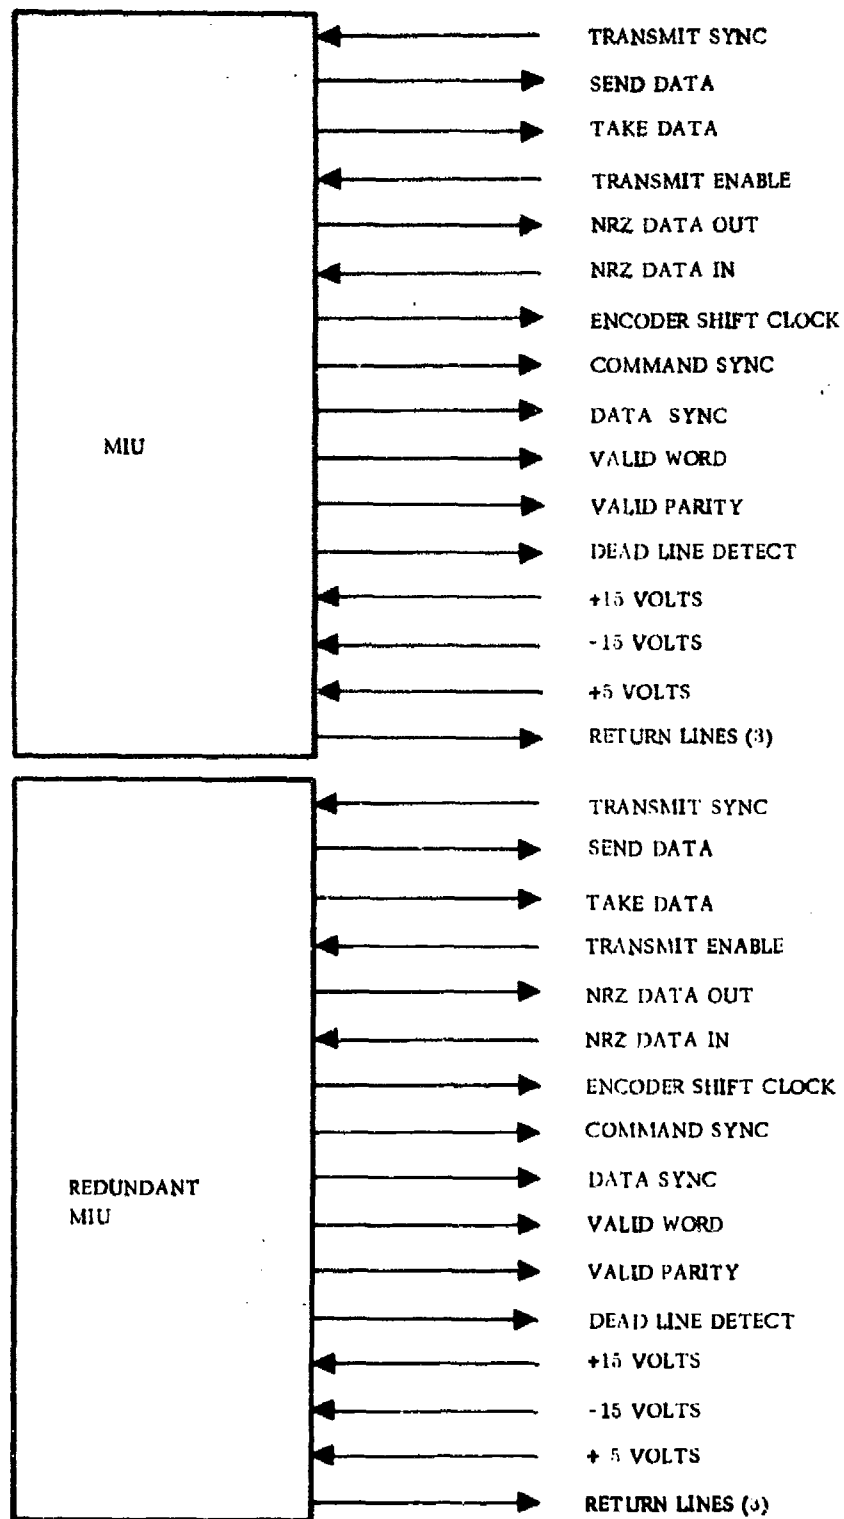 TRANSMIT SYNC
SEND DATA
TAKE DATA
TRANSMIT ENABLE
NRZ DATA OUT
NRZ DATA IN
ENCODER SHIFT CLOCK
COMMAND SYNC
DATA SYNC
MIU
VALID WORD
VALID PARITY
DEAD LINE DETECT
+15 VOLTS
-15 VOLTS
+5 VOLTS
RETURN LINES (3)
TRANSMIT SYNC
SEND DATA
TAKE DATA
TRANSMIT ENABLE
NRZ DATA OUT
NRZ DATA IN
ENCODER SHIFT CLOCK
COMMAND SYNC
DATA SYNC
REDUNDANT
MIU
VALID WORD
VALID PARITY
DEAD LINE DETECT
+15 VOLTS
-15 VOLTS
+ 5 VOLTS
RETURN LINES (3)